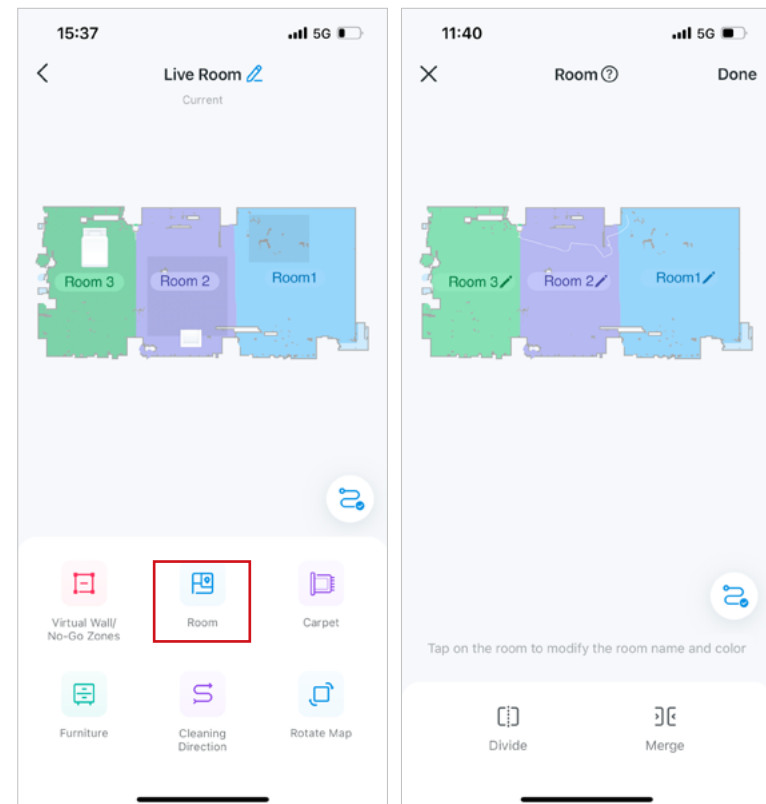 15:37
5G
Live Room
Current
Room 3
Room 2
Room1
Virtual Wall/
No-Go Zones
Room
Carpet
Furniture
Cleaning
Direction
Rotate Map
11:40
5G
Room
Done
Room 3
Room 2
Room1
Tap on the room to modify the room name and color
Divide
Merge